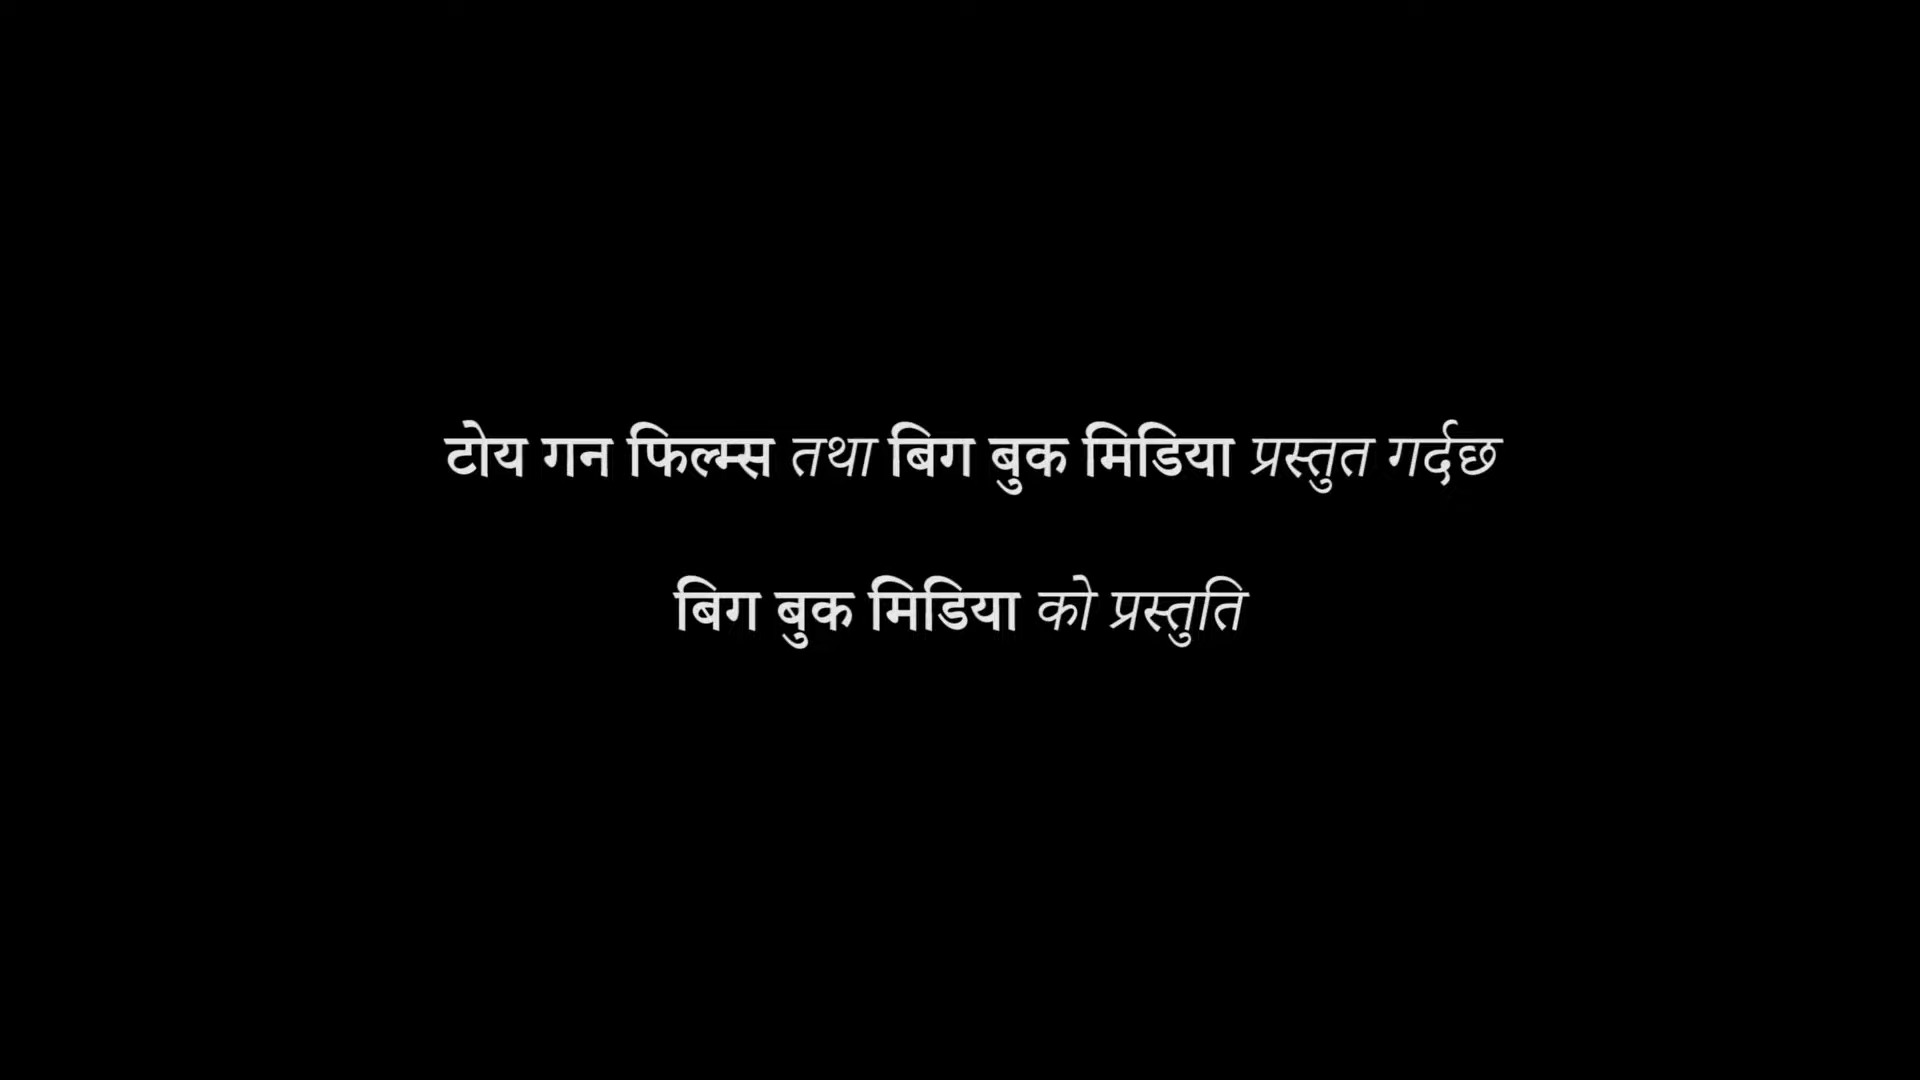 टोय गन फिल्म्स तथा बिग बुक मिडिया प्रस्तुत गर्दछ
बिग बुक मिडिया को प्रस्तुति